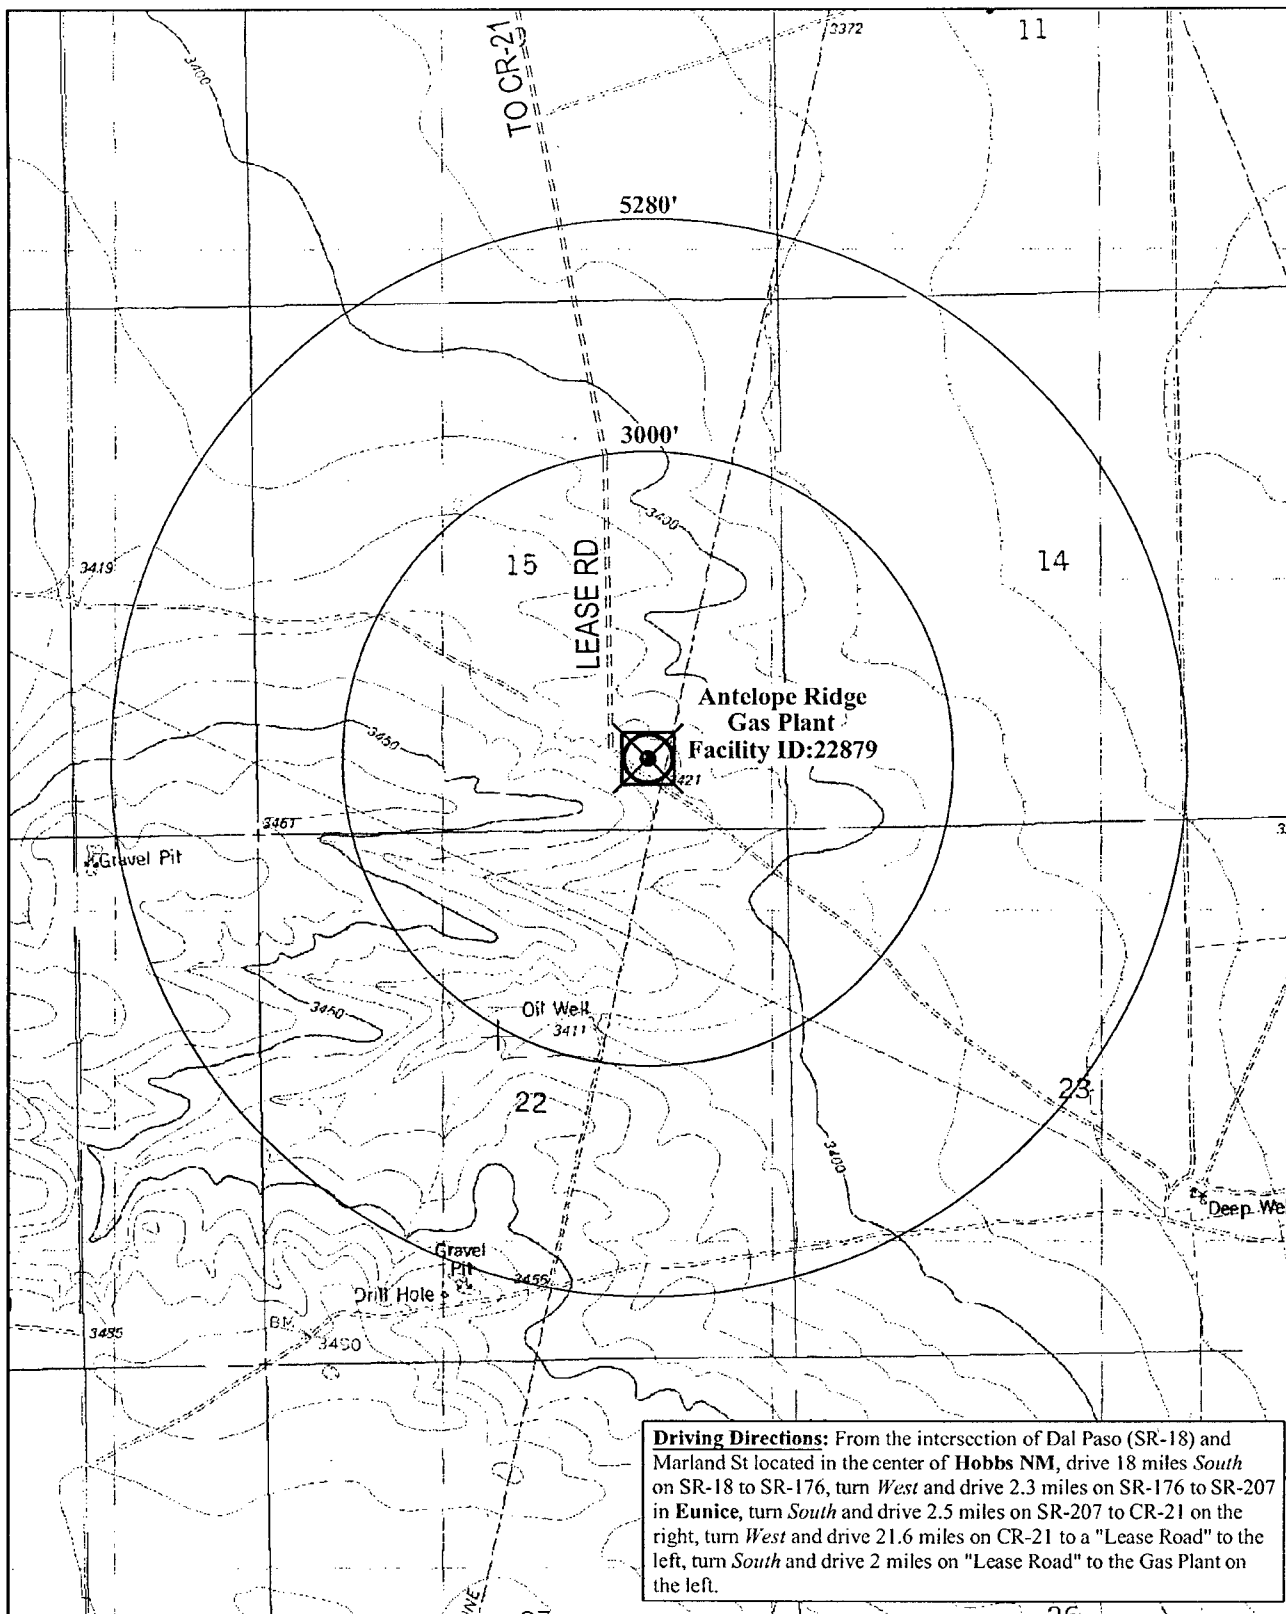 11
3372
3400
TO CR-21
5280'
3000'
3400
3419
15
14
LEASE RD
Antelope Ridge
Gas Plant
Facility ID:22879
3450
3421
3461
Gravel Pit
3450
Oil Well
3411
22
23
3400
Deep We
Gravel
Pit
3456
Drill Hole
BM
3485
3490
Driving Directions: From the intersection of Dal Paso (SR-18) and
Marland St located in the center of Hobbs NM, drive 18 miles South
on SR-18 to SR-176, turn West and drive 2.3 miles on SR-176 to SR-207
in Eunice, turn South and drive 2.5 miles on SR-207 to CR-21 on the
right, turn West and drive 21.6 miles on CR-21 to a "Lease Road" to the
left, turn South and drive 2 miles on "Lease Road" to the Gas Plant on
the left.